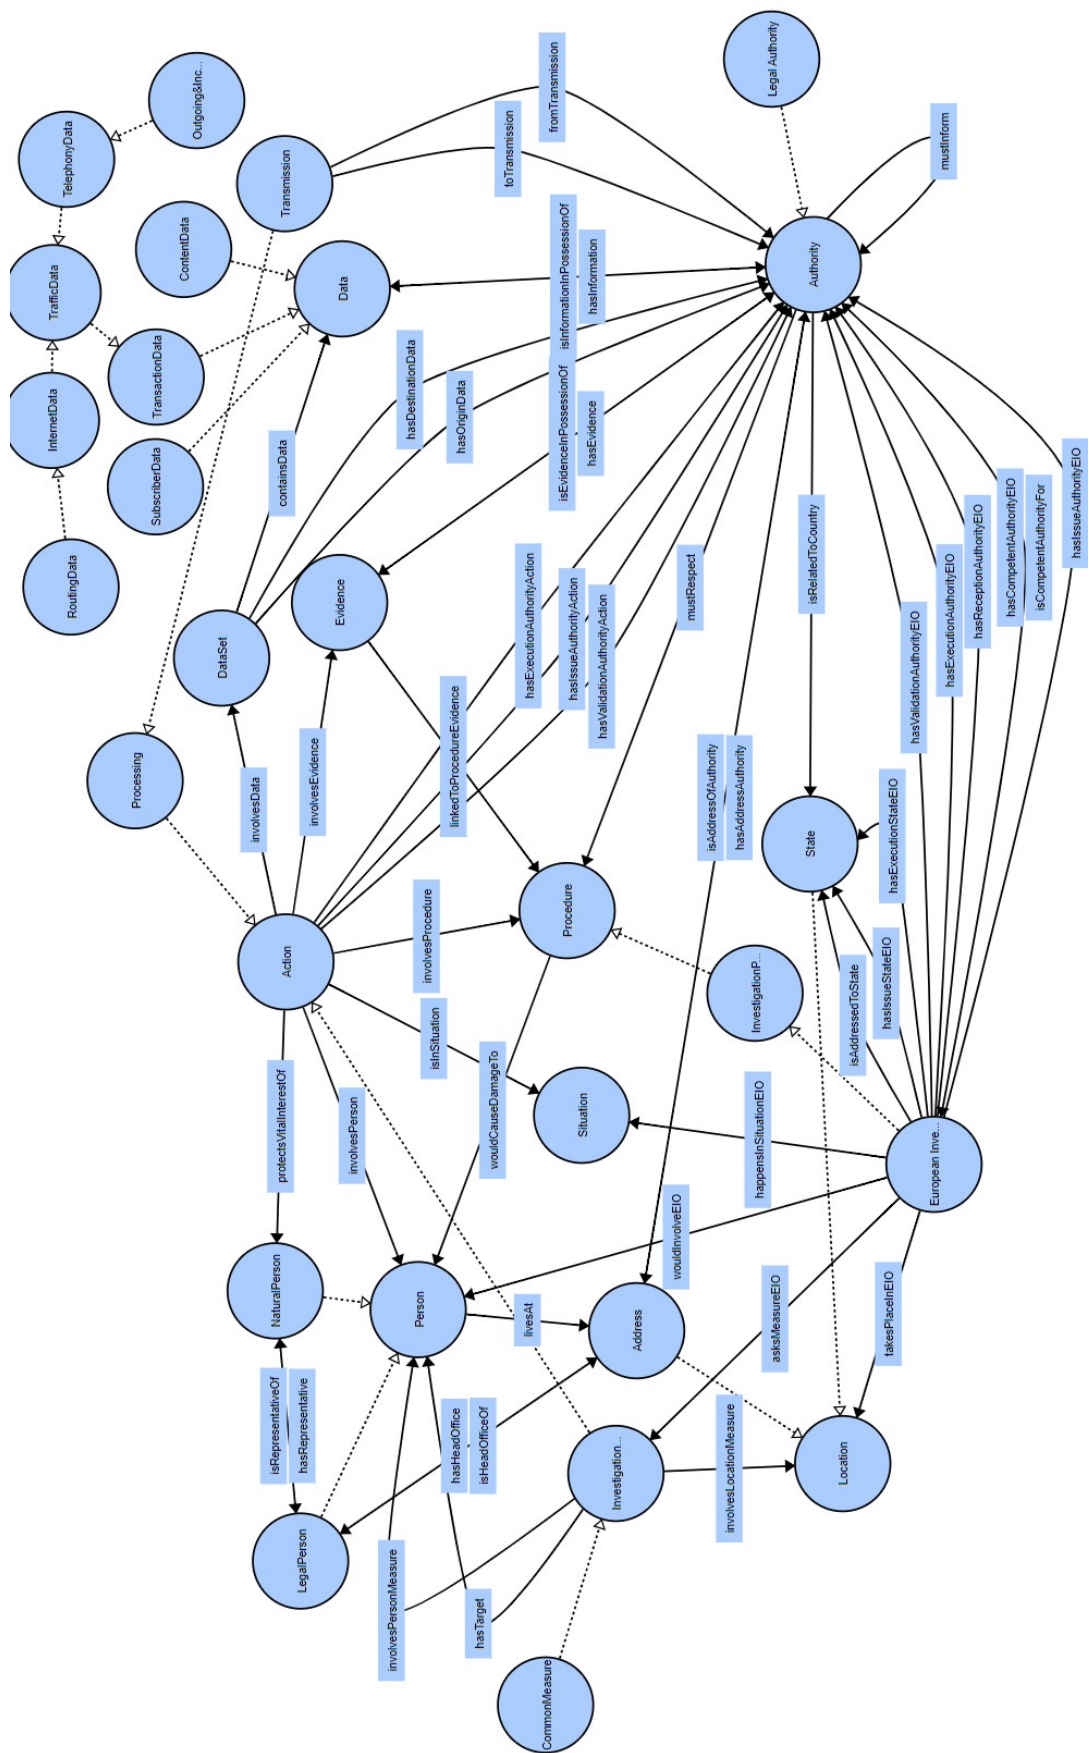 Outgoing&Inc...
TelephonyData
Legal Authority
fromTransmission
toTransmission
mustInform
Transmission
ContentData
TrafficData
Data
Authority
isInformationInPossessionOf
hasInformation
TransactionData
InternetData
SubscriberData
hasDestinationData
hasOriginData
containsData
isEvidenceInPossessionOf
hasEvidence
RoutingData
Evidence
DataSet
mustRespect
isRelatedToCountry
hasExecutionAuthorityAction
hasIssueAuthorityAction
hasValidationAuthorityAction
hasValidationAuthorityEIO
hasExecutionAuthorityEIO
hasReceptionAuthorityEIO
hasCompetentAuthorityEIO
isCompetentAuthorityFor
hasIssueAuthorityEIO
Processing
involvesData
involvesEvidence
linkedToProcedureEvidence
isAddressOfAuthority
hasAddressAuthority
State
hasExecutionStateEIO
Procedure
Action
involvesProcedure
InvestigationP...
isAddressedToState
hasIssueStateEIO
isInSituation
protectsVitalInterestOf
involvesPerson
wouldCauseDamageTo
Situation
happensInSituationEIO
European Inve...
wouldInvolveEIO
NaturalPerson
Person
livesAt
Address
asksMeasureEIO
takesPlaceInEIO
isRepresentativeOf
hasRepresentative
hasHeadOffice
isHeadOfficeOf
Investigation...
involvesLocationMeasure
Location
LegalPerson
involvesPersonMeasure
hasTarget
CommonMeasure